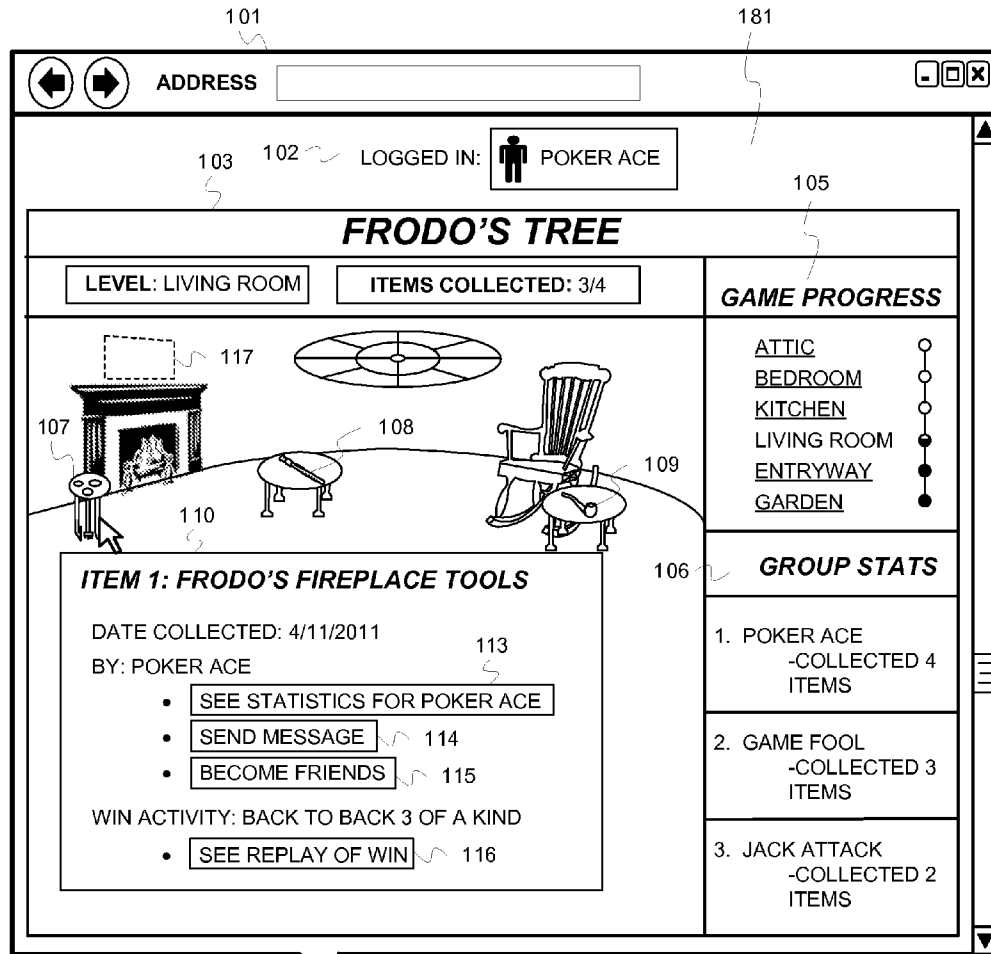 101
181
ADDRESS
102
LOGGED IN: POKER ACE
103
105
FRODO'S TREE
LEVEL: LIVING ROOM
ITEMS COLLECTED: 3/4
GAME PROGRESS
117
ATTIC
BEDROOM
KITCHEN
LIVING ROOM
ENTRYWAY
GARDEN
107
108
109
110
ITEM 1: FRODO'S FIREPLACE TOOLS
DATE COLLECTED: 4/11/2011
113
BY: POKER ACE
• SEE STATISTICS FOR POKER ACE
• SEND MESSAGE 114
• BECOME FRIENDS 115
WIN ACTIVITY: BACK TO BACK 3 OF A KIND
• SEE REPLAY OF WIN 116
106
GROUP STATS
1. POKER ACE
-COLLECTED 4
ITEMS
2. GAME FOOL
-COLLECTED 3
ITEMS
3. JACK ATTACK
-COLLECTED 2
ITEMS